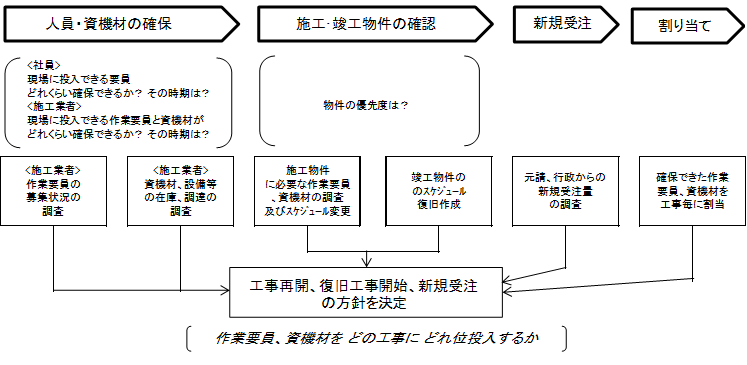 人員・資機材の確保
施工・竣工物件の確認
新規受注
割り当て
<社員>
現場に投入できる要員
どれくらい確保できるか? その時期は?
<施工業者>
現場に投入できる作業要員と資機材が
どれくらい確保できるか? その時期は?
物件の優先度は?
<施工業者>
作業要員の
募集状況の
調査
<施工業者>
資機材、設備等
の在庫、調達の
調査
施工物件
に必要な作業要員
、資機材の調査
及びスケジュール変更
竣工物件の
のスケジュール
復旧作成
元請、行政からの
新規受注量
の調査
確保できた作業
要員、資機材を
工事毎に割当
工事再開、復旧工事開始、新規受注
の方針を決定
作業要員、資機材を どの工事に どれ位投入するか